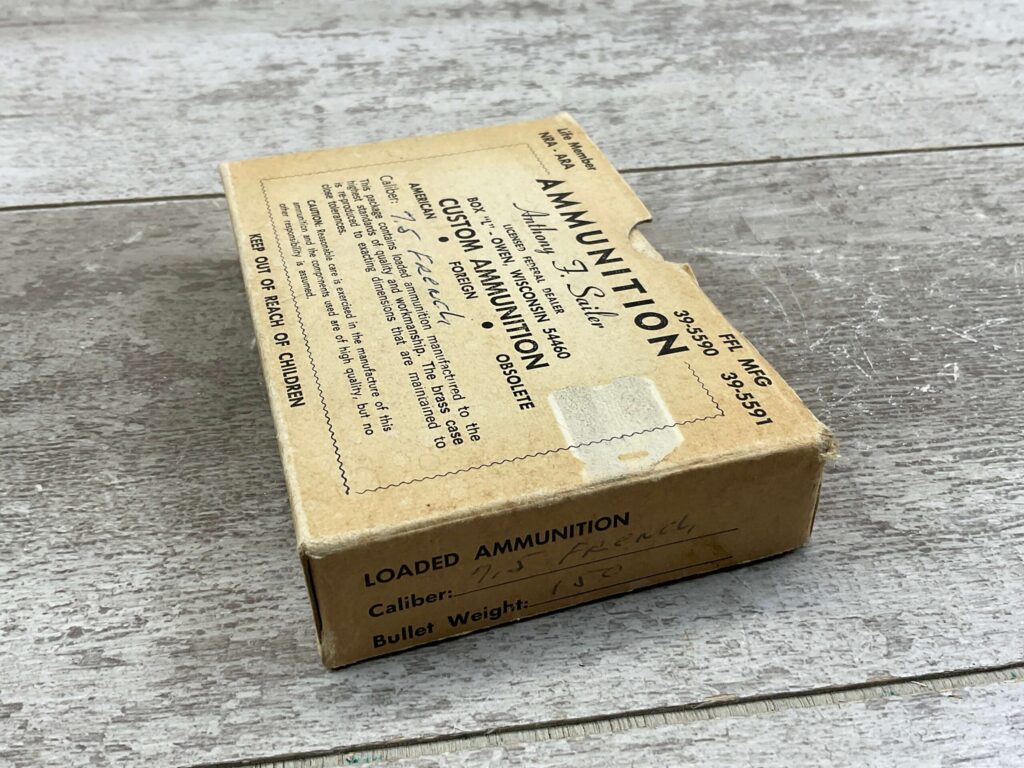 Life Member
NRA - ARA
FFL MFG
39-5590 39-5591
AMMUNITION
Anthony F Sailer
LICENSED FEDERAL DEALER
BOX "L" - OWEN, WISCONSIN 54460
CUSTOM AMMUNITION
AMERICAN • FOREIGN • OBSOLETE
Caliber: 7.5 French
This package contains loaded ammunition manufactured to the
highest standards of quality and workmanship. The brass case
is re-produced to exacting dimensions that are maintained to
close tolerances.
CAUTION: Reasonable care is exercised in the manufacture of this
ammunition and the components used are of high quality, but no
other responsibility is assumed.
KEEP OUT OF REACH OF CHILDREN
LOADED AMMUNITION
Caliber: 7.5 French
Bullet Weight: 150